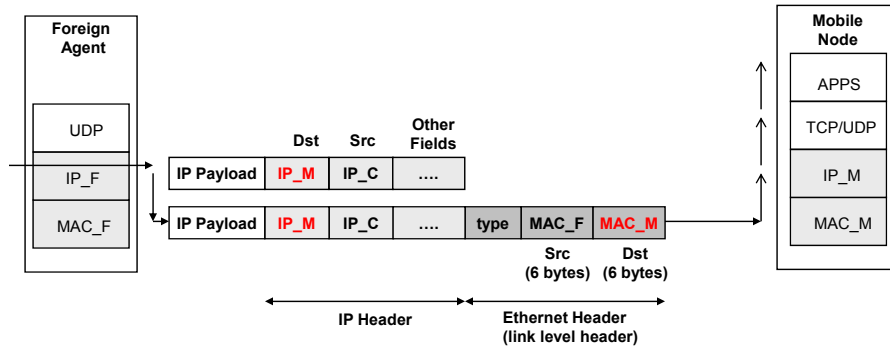 Foreign
Agent
Mobile
Node
APPS
UDP
Dst
Src
Other
Fields
TCP/UDP
IP_F
IP Payload
IP_M
IP_C
....
IP_M
MAC_F
IP Payload
IP_M
IP_C
....
type
MAC_F
MAC_M
MAC_M
Src
(6 bytes)
Dst
(6 bytes)
IP Header
Ethernet Header
(link level header)